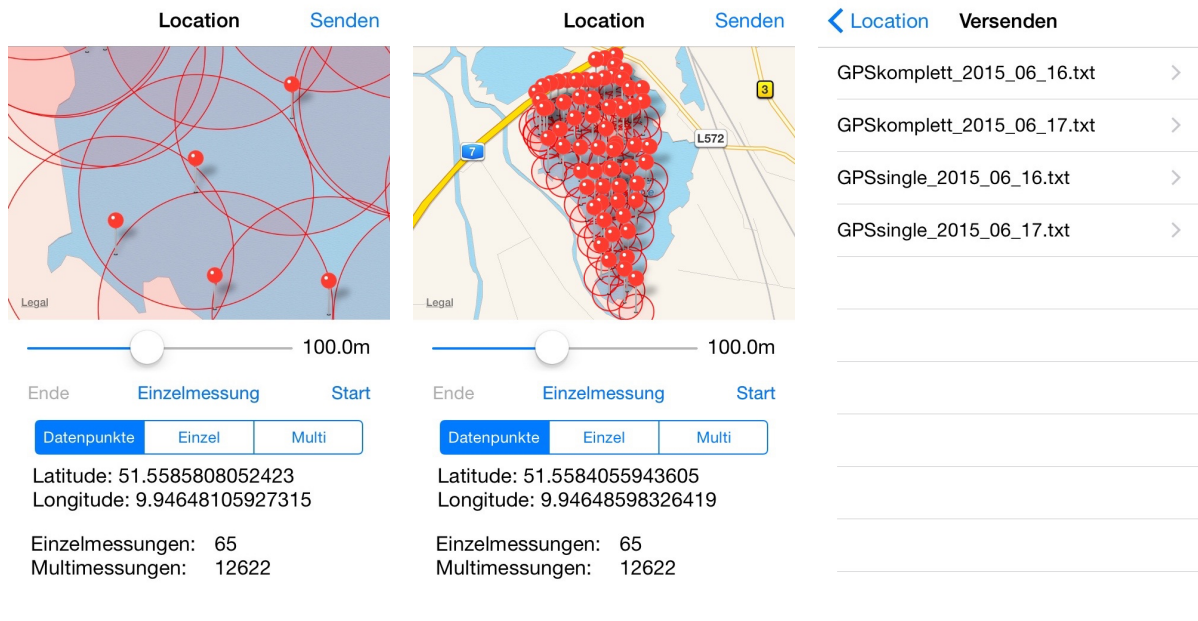 Location Senden
Legal
100.0m
Ende Einzelmessung Start
Datenpunkte Einzel Multi
Latitude: 51.5585808052423
Longitude: 9.94648105927315
Einzelmessungen: 65
Multimessungen: 12622
Location Senden
3
L572
7
Legal
100.0m
Ende Einzelmessung Start
Datenpunkte Einzel Multi
Latitude: 51.5584055943605
Longitude: 9.94648598326419
Einzelmessungen: 65
Multimessungen: 12622
Location Versenden
GPSkomplett_2015_06_16.txt
GPSkomplett_2015_06_17.txt
GPSsingle_2015_06_16.txt
GPSsingle_2015_06_17.txt